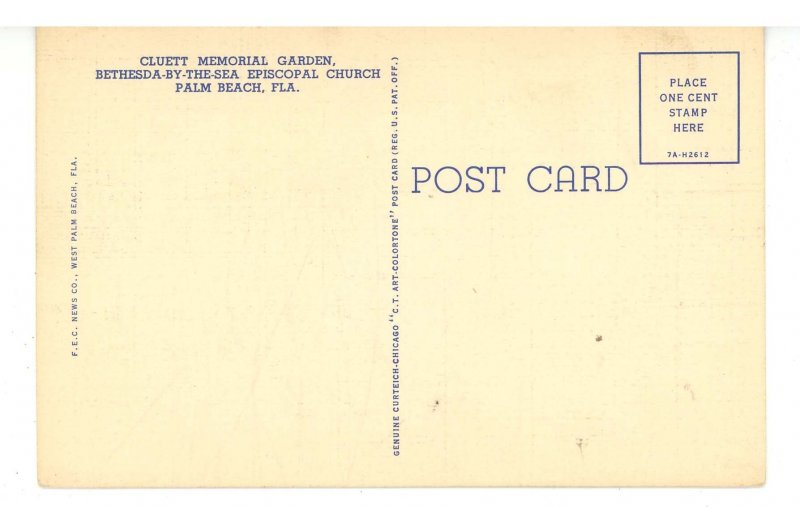 CLUETT MEMORIAL GARDEN,
BETHESDA-BY-THE-SEA EPISCOPAL CHURCH
PALM BEACH, FLA.
F.E.C. NEWS CO., WEST PALM BEACH, FLA.
GENUINE CURTEICH-CHICAGO "C.T. ART-COLORTONE" POST CARD (REG. U.S. PAT. OFF.)
POST CARD
PLACE
ONE CENT
STAMP
HERE
7A-H2612